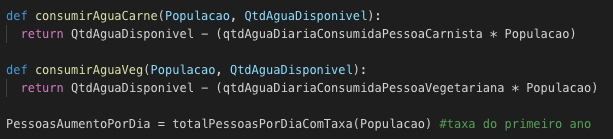 def consumirAguaCarne(Populacao, QtdAguaDisponivel):
return QtdAguaDisponivel - (qtdAguaDiariaConsumidaPessoaCarnista * Populacao)
def consumirAguaVeg(Populacao, QtdAguaDisponivel):
return QtdAguaDisponivel - (qtdAguaDiariaConsumidaPessoaVegetariana * Populacao)
PessoasAumentoPorDia = totalPessoasPorDiaComTaxa(Populacao) #taxa do primeiro ano